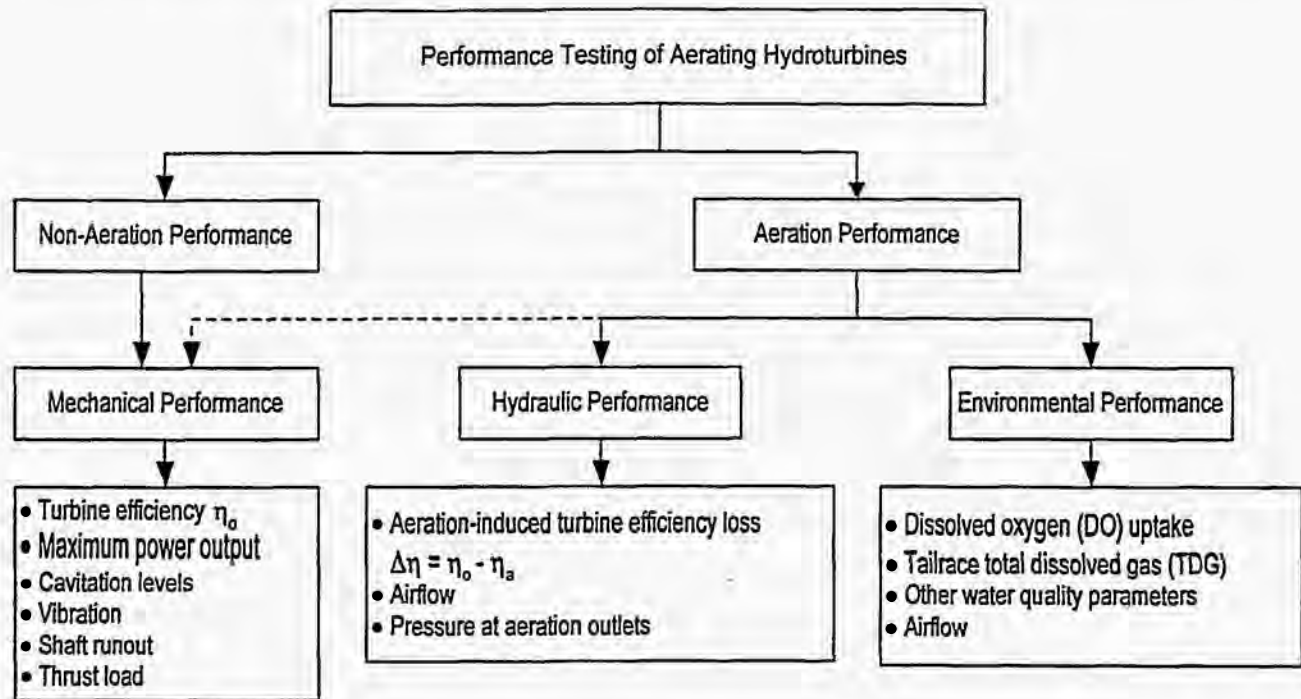 Performance Testing of Aerating Hydroturbines
Non-Aeration Performance
Aeration Performance
Mechanical Performance
Hydraulic Performance
Environmental Performance
• Turbine efficiency ηₒ
• Maximum power output
• Cavitation levels
• Vibration
• Shaft runout
• Thrust load
• Aeration-induced turbine efficiency loss
Δη = ηₒ - ηₐ
• Airflow
• Pressure at aeration outlets
• Dissolved oxygen (DO) uptake
• Tailrace total dissolved gas (TDG)
• Other water quality parameters
• Airflow